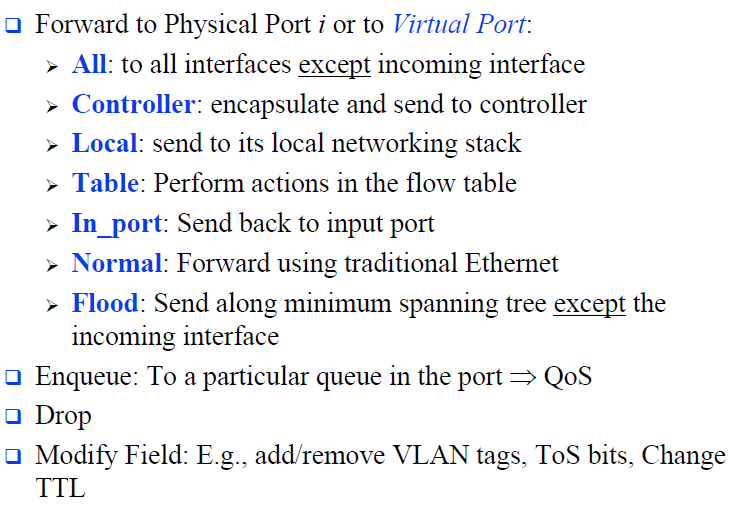 Forward to Physical Port i or to Virtual Port:
All: to all interfaces except incoming interface
Controller: encapsulate and send to controller
Local: send to its local networking stack
Table: Perform actions in the flow table
In_port: Send back to input port
Normal: Forward using traditional Ethernet
Flood: Send along minimum spanning tree except the
incoming interface
Enqueue: To a particular queue in the port ⇒ QoS
Drop
Modify Field: E.g., add/remove VLAN tags, ToS bits, Change
TTL